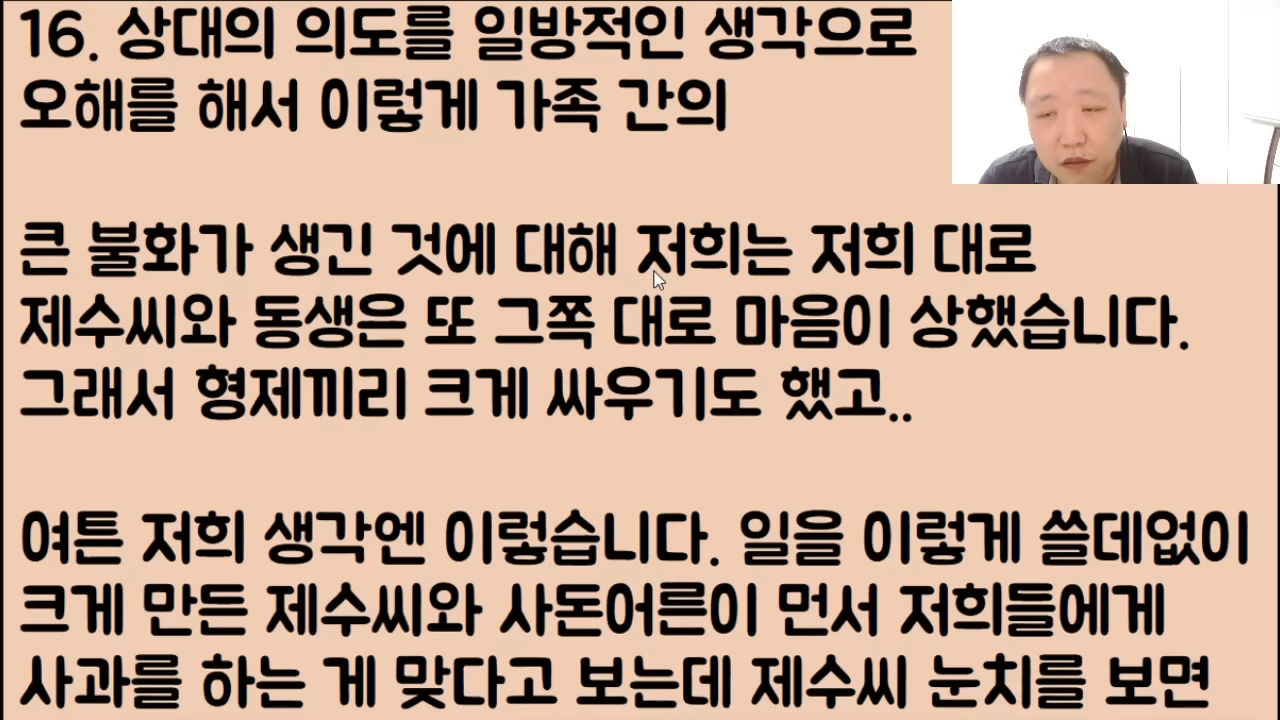 16. 상대의 의도를 일방적인 생각으로
오해를 해서 이렇게 가족 간의
큰 불화가 생긴 것에 대해 저희는 저희 대로
제수씨와 동생은 또 그쪽 대로 마음이 상했습니다.
그래서 형제끼리 크게 싸우기도 했고..
여튼 저희 생각엔 이렇습니다. 일을 이렇게 쓸데없이
크게 만든 제수씨와 사돈어른이 먼서 저희들에게
사과를 하는 게 맞다고 보는데 제수씨 눈치를 보면